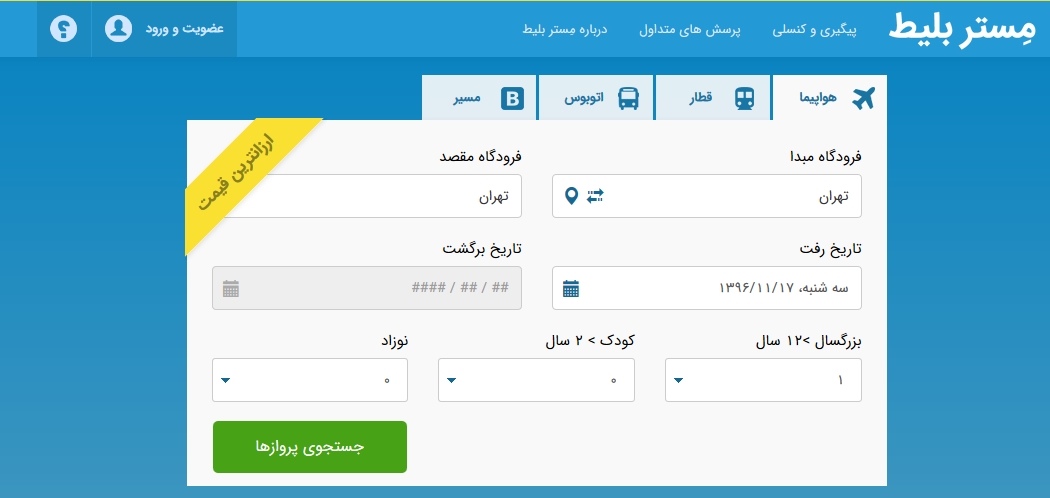 مِستر بلیط
پیگیری و کنسلی
پرسش های متداول
درباره مِستر بلیط
عضویت و ورود
?
هواپیما
قطار
اتوبوس
B
مسیر
ارزانترین قیمت
فرودگاه مبدا
فرودگاه مقصد
تهران
تهران
تاریخ رفت
تاریخ برگشت
سه شنبه، ۱۳۹۶/۱۱/۱۷
## / ## / ####
بزرگسال >۱۲ سال
کودک > ۲ سال
نوزاد
۱
۰
۰
جستجوی پروازها